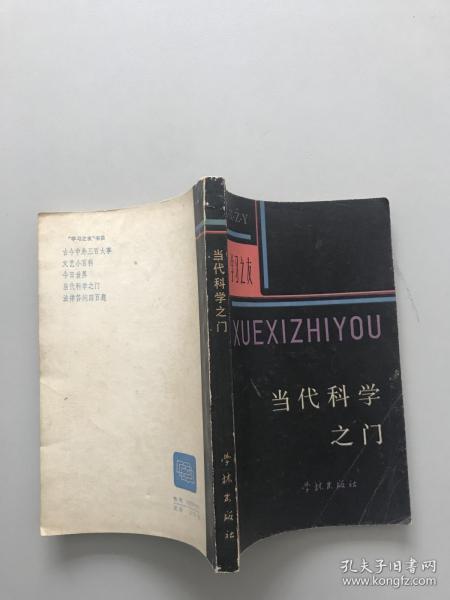 "学习之友"书目
古今中外三百大事
文艺小百科
今日世界
当代科学之门
法律答问四百题
当代科学之门
学林出版社
X·Z·Y
学习之友
XUEXIZHIYOU
当代科学
之门
学林出版社
孔夫子旧书网
www.kongfz.com